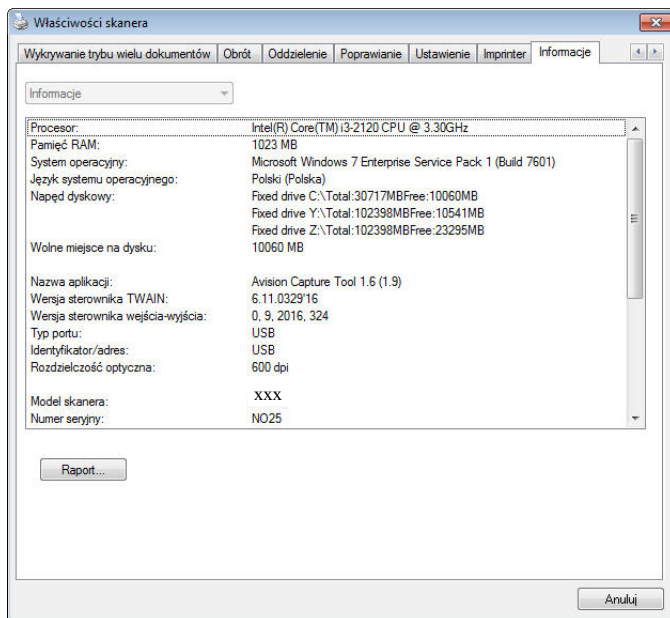 Właściwości skanera
Wykrywanie trybu wielu dokumentów Obrót Oddzielenie Poprawianie Ustawienie Imprinter Informacje
Informacje
Procesor: Intel(R) Core(TM) i3-2120 CPU @ 3.30GHz
Pamięć RAM: 1023 MB
System operacyjny: Microsoft Windows 7 Enterprise Service Pack 1 (Build 7601)
Język systemu operacyjnego: Polski (Polska)
Napęd dyskowy: Fixed drive C:\Total:30717MBFree:10060MB
Fixed drive Y:\Total:102398MBFree:10541MB
Fixed drive Z:\Total:102398MBFree:23295MB
Wolne miejsce na dysku: 10060 MB
Nazwa aplikacji: Avision Capture Tool 1.6 (1.9)
Wersja sterownika TWAIN: 6.11.0329'16
Wersja sterownika wejścia-wyjścia: 0, 9, 2016, 324
Typ portu: USB
Identyfikator/adres: USB
Rozdzielczość optyczna: 600 dpi
Model skanera: xxx
Numer seryjny: NO25
Raport...
Anuluj